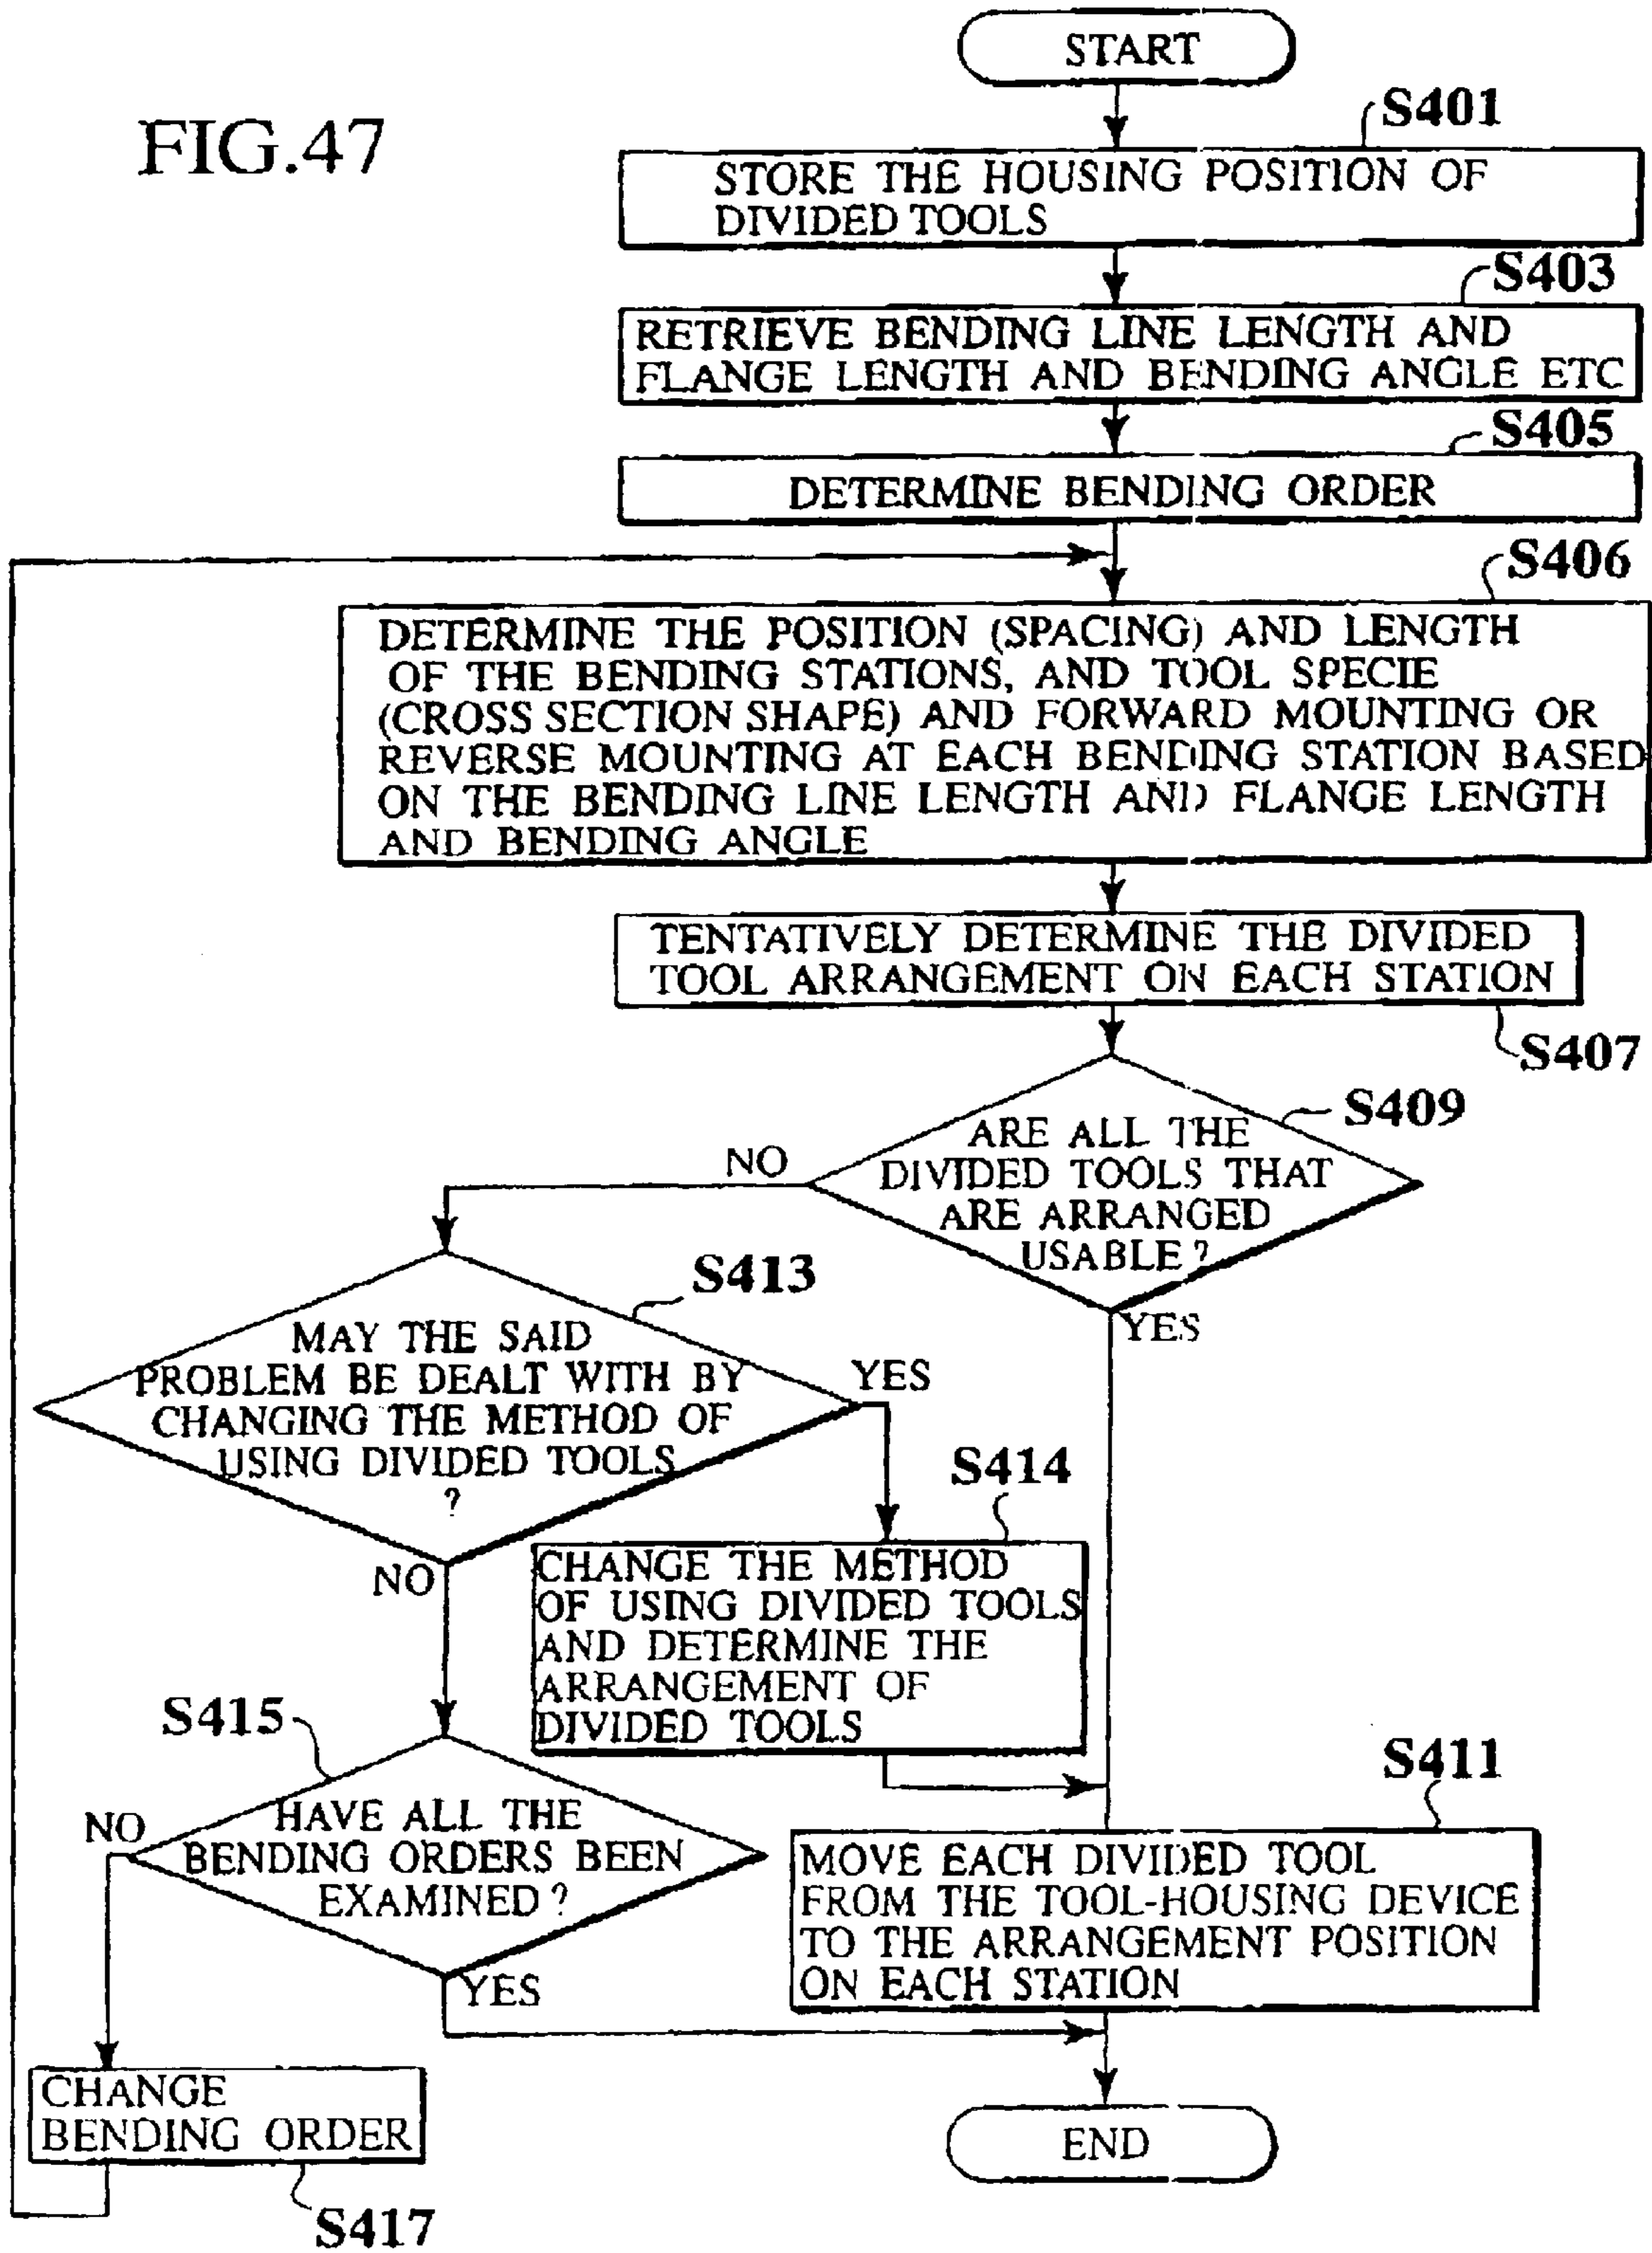 FIG.47
START
S401
STORE THE HOUSING POSITION OF
DIVIDED TOOLS
S403
RETRIEVE BENDING LINE LENGTH AND
FLANGE LENGTH AND BENDING ANGLE ETC
S405
DETERMINE BENDING ORDER
S406
DETERMINE THE POSITION (SPACING) AND LENGTH
OF THE BENDING STATIONS, AND TOOL SPECIE
(CROSS SECTION SHAPE) AND FORWARD MOUNTING OR
REVERSE MOUNTING AT EACH BENDING STATION BASED
ON THE BENDING LINE LENGTH AND FLANGE LENGTH
AND BENDING ANGLE
TENTATIVELY DETERMINE THE DIVIDED
TOOL ARRANGEMENT ON EACH STATION
S407
S409
ARE ALL THE
DIVIDED TOOLS THAT
ARE ARRANGED
USABLE?
NO
YES
S413
MAY THE SAID
PROBLEM BE DEALT WITH BY
CHANGING THE METHOD OF
USING DIVIDED TOOLS
?
YES
NO
S414
CHANGE THE METHOD
OF USING DIVIDED TOOLS
AND DETERMINE THE
ARRANGEMENT OF
DIVIDED TOOLS
S415
HAVE ALL THE
BENDING ORDERS BEEN
EXAMINED?
NO
YES
S411
MOVE EACH DIVIDED TOOL
FROM THE TOOL-HOUSING DEVICE
TO THE ARRANGEMENT POSITION
ON EACH STATION
CHANGE
BENDING ORDER
S417
END